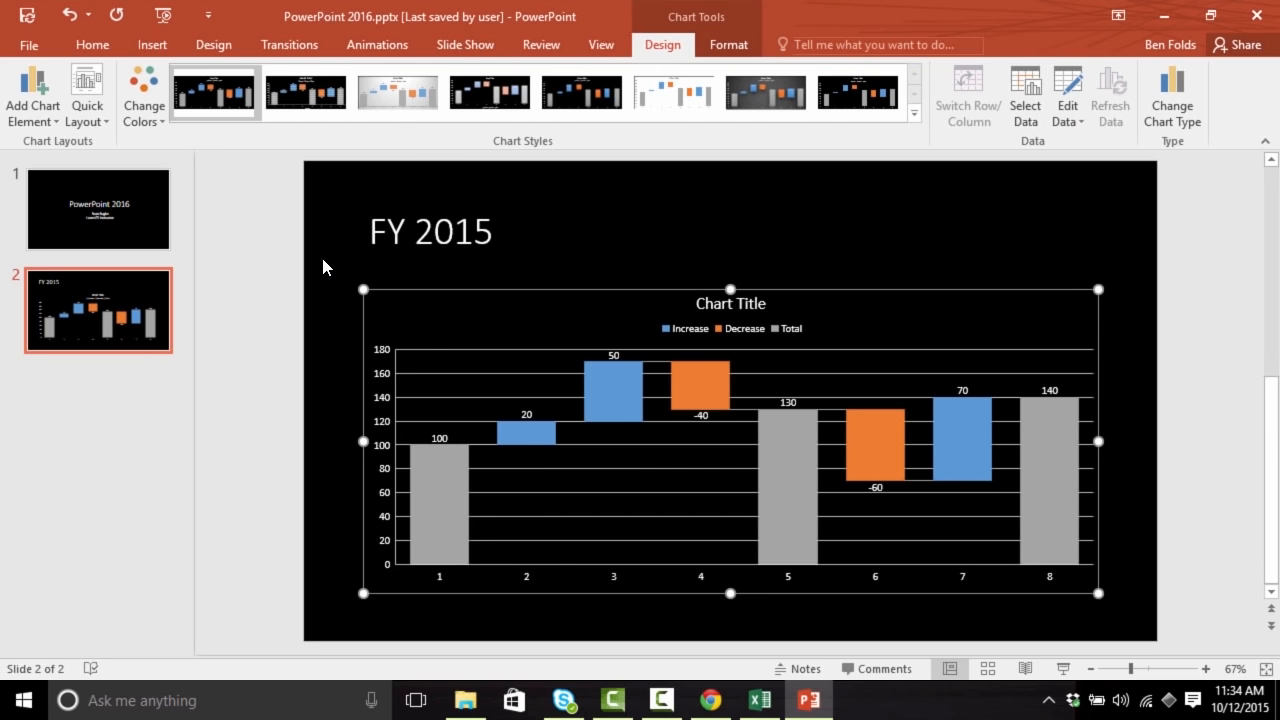 PowerPoint 2016.pptx [Last saved by user] - PowerPoint
Chart Tools
File Home Insert Design Transitions Animations Slide Show Review View Design Format Tell me what you want to do... Ben Folds Share
Add Chart Element
Quick Layout
Change Colors
Switch Row/ Column
Select Data
Edit Data
Refresh Data
Change Chart Type
Chart Layouts
Chart Styles
Data
Type
1
PowerPoint 2016
2
FY 2015
FY 2015
Chart Title
Increase Decrease Total
180
160
140
120
100
80
60
40
20
0
100
20
50
-40
130
-60
70
140
1 2 3 4 5 6 7 8
Slide 2 of 2
Notes
Comments
67%
Ask me anything
11:34 AM
10/12/2015